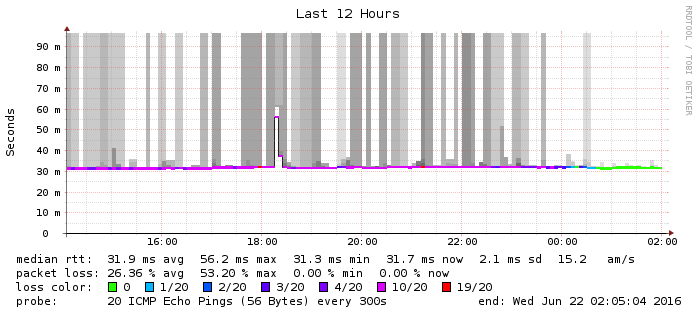 Last 12 Hours
RRDTOOL / TOBI OETIKER
Seconds
90 m
80 m
70 m
60 m
50 m
40 m
30 m
20 m
10 m
0
16:00 18:00 20:00 22:00 00:00 02:00
median rtt: 31.9 ms avg 56.2 ms max 31.3 ms min 31.7 ms now 2.1 ms sd 15.2 am/s
packet loss: 26.36 % avg 53.20 % max 0.00 % min 0.00 % now
loss color: 0 1/20 2/20 3/20 4/20 10/20 19/20
probe: 20 ICMP Echo Pings (56 Bytes) every 300s end: Wed Jun 22 02:05:04 2016